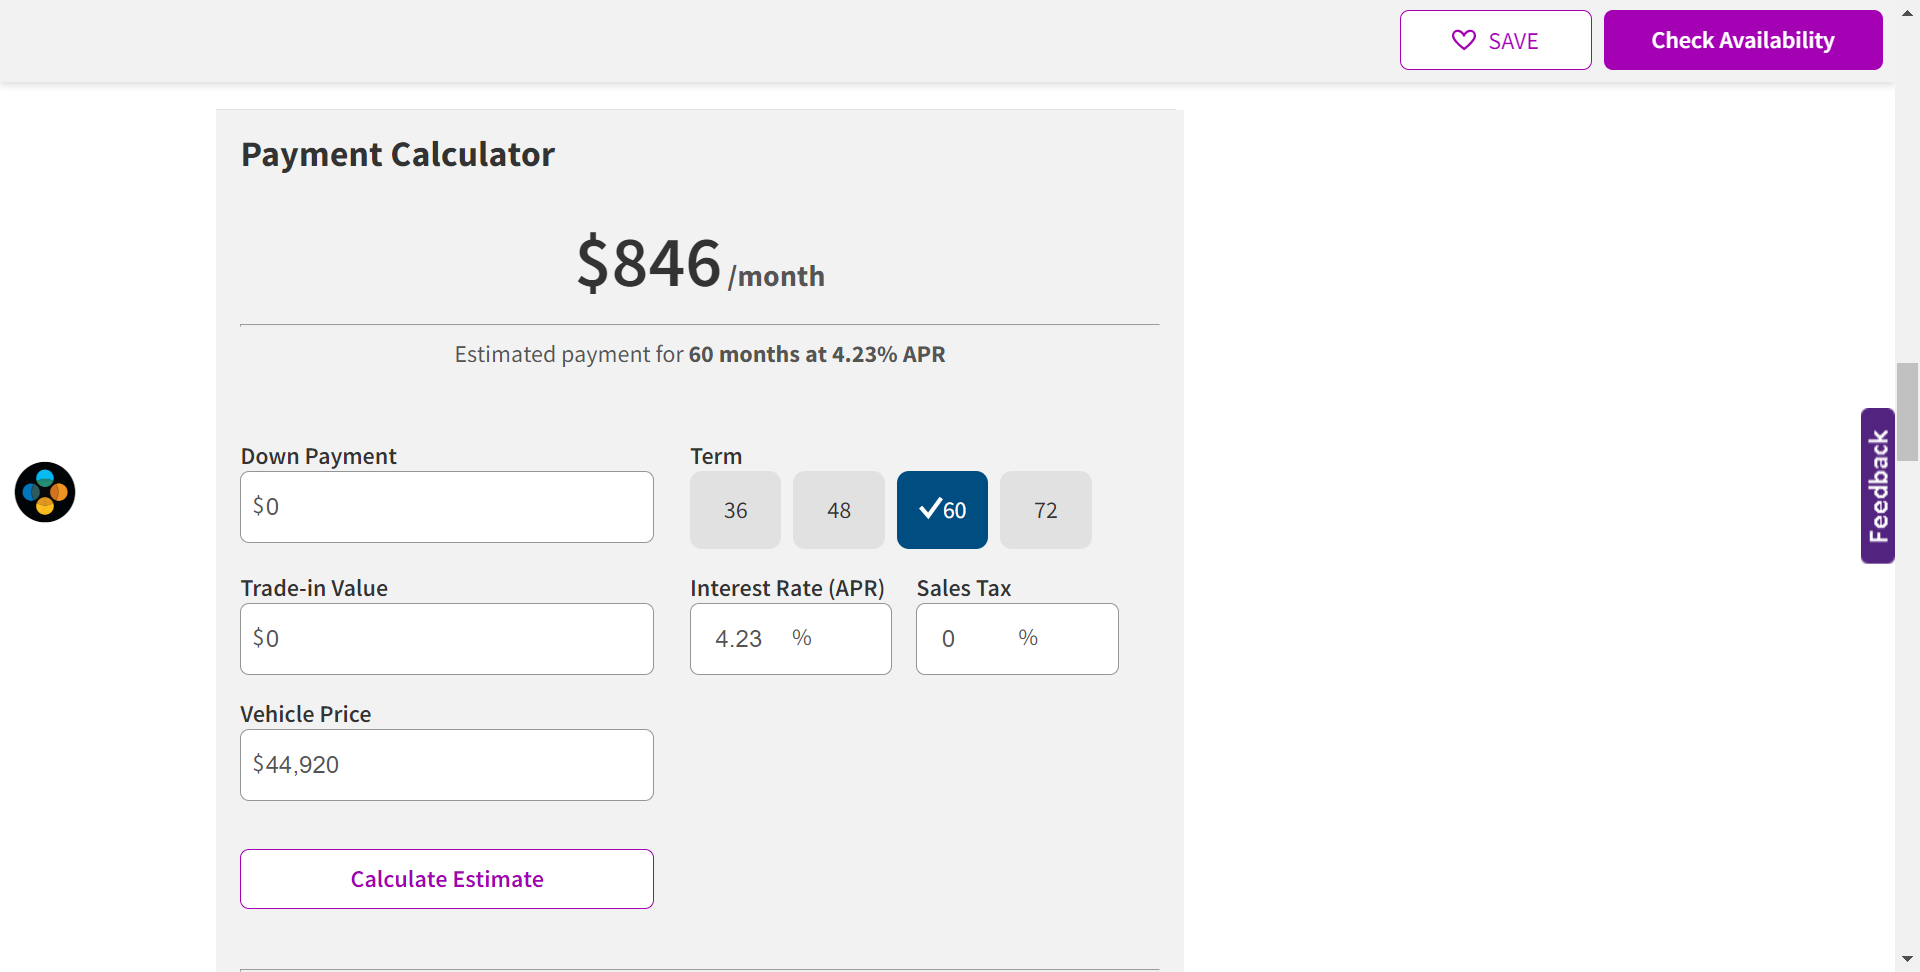 SAVE
Check Availability
Payment Calculator
$846 /month
Estimated payment for 60 months at 4.23% APR
Down Payment
$0
Term
36
48
60
72
Trade-in Value
$0
Interest Rate (APR)
4.23 %
Sales Tax
0 %
Vehicle Price
$44,920
Calculate Estimate
Feedback